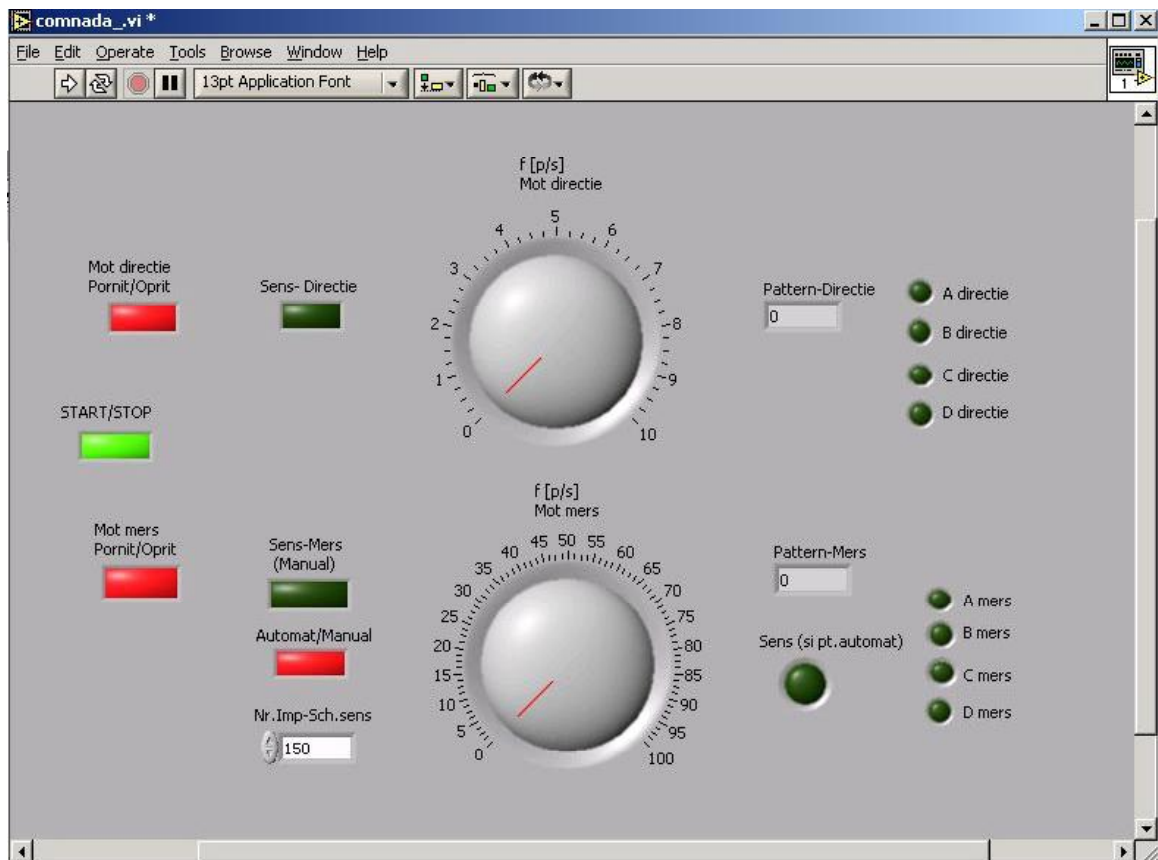 comnada_.vi *
File Edit Operate Tools Browse Window Help
13pt Application Font
1
f [p/s]
Mot directie
0 1 2 3 4 5 6 7 8 9 10
Mot directie
Pornit/Oprit
Sens- Directie
Pattern-Directie
0
A directie
B directie
C directie
D directie
START/STOP
f [p/s]
Mot mers
0 5 10 15 20 25 30 35 40 45 50 55 60 65 70 75 80 85 90 95 100
Mot mers
Pornit/Oprit
Sens-Mers
(Manual)
Automat/Manual
Nr.Imp-Sch.sens
150
Pattern-Mers
0
Sens (si pt.automat)
A mers
B mers
C mers
D mers